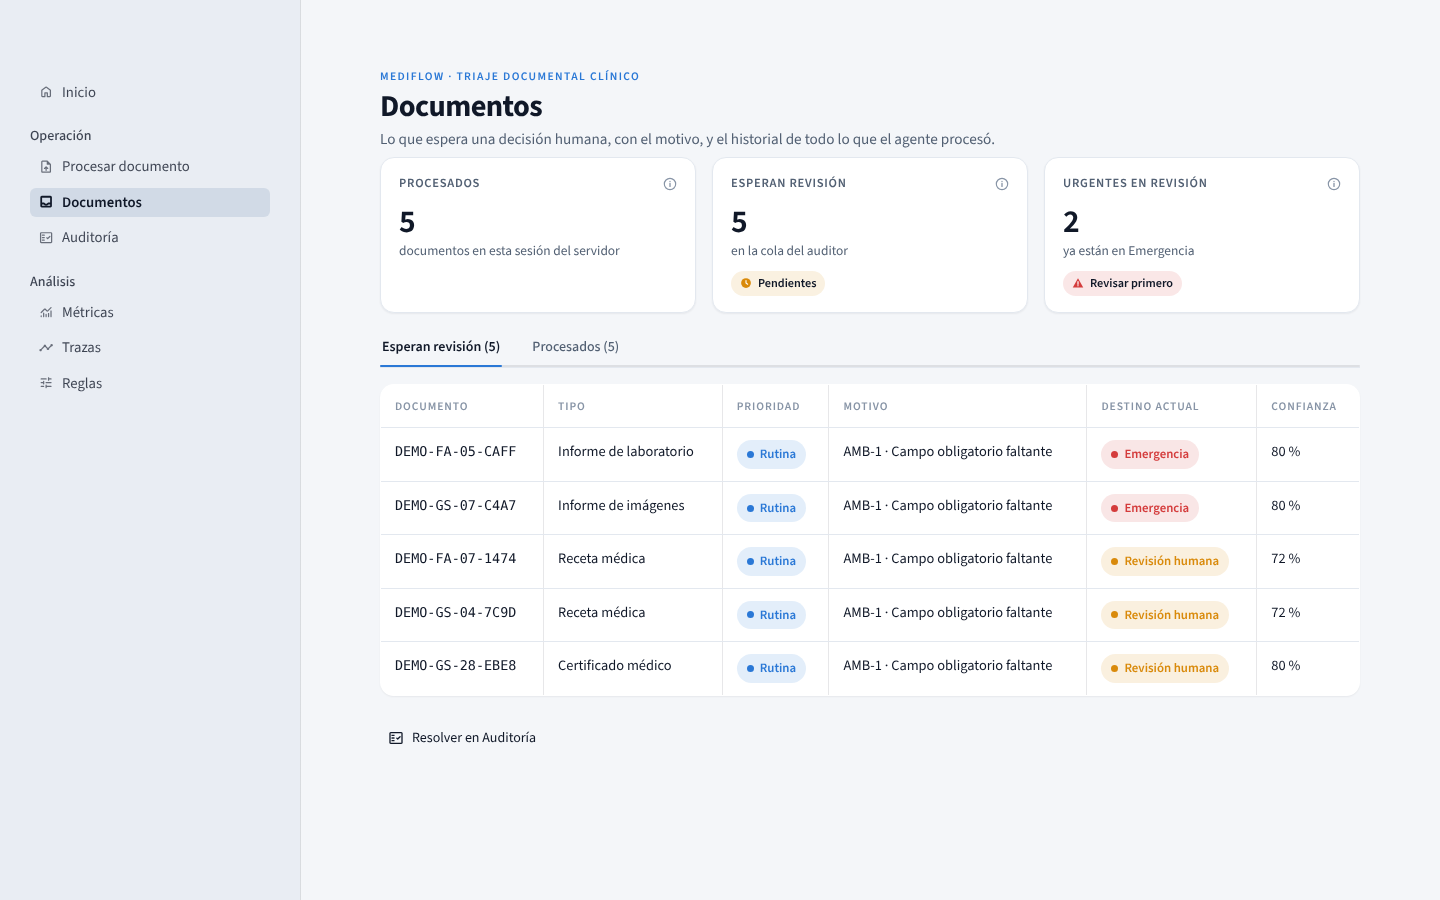 Inicio
Operación
Procesar documento
Documentos
Auditoría
Análisis
Métricas
Trazas
Reglas
MEDIFLOW · TRIAJE DOCUMENTAL CLÍNICO
Documentos
Lo que espera una decisión humana, con el motivo, y el historial de todo lo que el agente procesó.
PROCESADOS
5
documentos en esta sesión del servidor
ESPERAN REVISIÓN
5
en la cola del auditor
Pendientes
URGENTES EN REVISIÓN
2
ya están en Emergencia
Revisar primero
Esperan revisión (5) Procesados (5)
DOCUMENTO TIPO PRIORIDAD MOTIVO DESTINO ACTUAL CONFIANZA
DEMO-FA-05-CAFF Informe de laboratorio Rutina AMB-1 · Campo obligatorio faltante Emergencia 80 %
DEMO-GS-07-C4A7 Informe de imágenes Rutina AMB-1 · Campo obligatorio faltante Emergencia 80 %
DEMO-FA-07-1474 Receta médica Rutina AMB-1 · Campo obligatorio faltante Revisión humana 72 %
DEMO-GS-04-7C9D Receta médica Rutina AMB-1 · Campo obligatorio faltante Revisión humana 72 %
DEMO-GS-28-EBE8 Certificado médico Rutina AMB-1 · Campo obligatorio faltante Revisión humana 80 %
Resolver en Auditoría